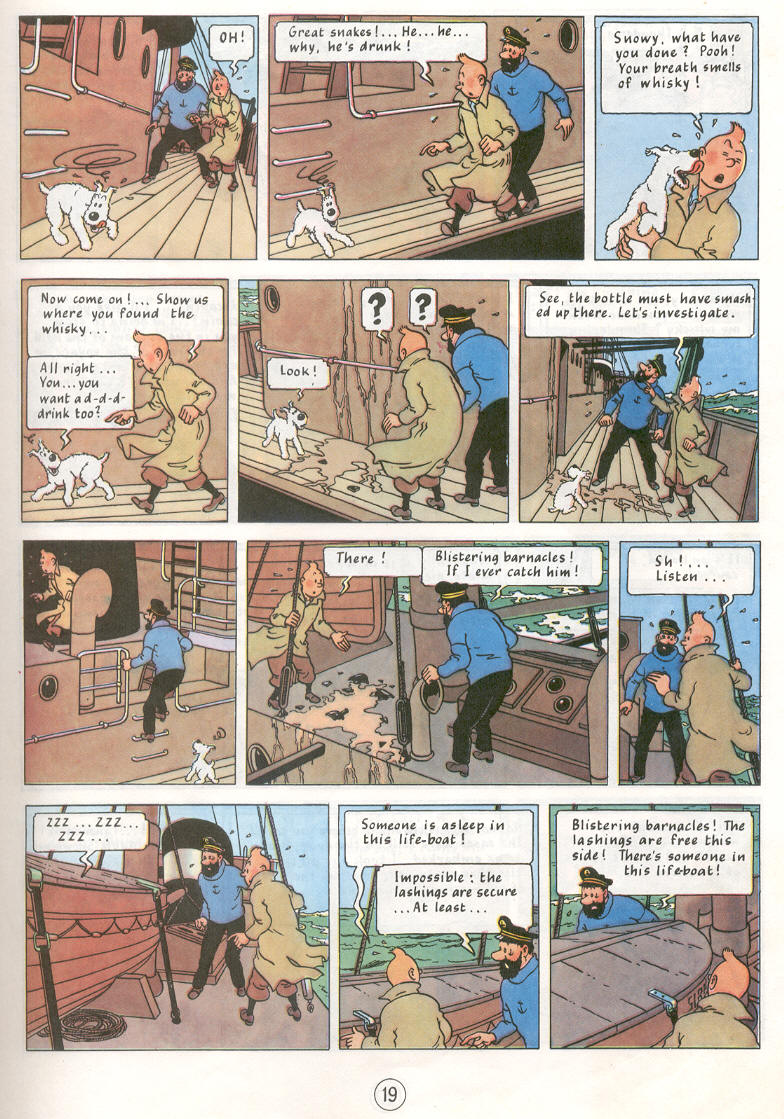 OH!
Great snakes!... He... he...
why, he's drunk!
Snowy, what have
you done? Pooh!
Your breath smells
of whisky!
Now come on!... Show us
where you found the
whisky...
All right...
You...you
want a d-d-d-
drink too?
?
?
Look!
See, the bottle must have smash-
ed up there. Let's investigate.
There!
Blistering barnacles!
If I ever catch him!
Sh!...
Listen...
ZZZ...ZZZ...
ZZZ...
Someone is asleep in
this life-boat!
Impossible: the
lashings are secure
...At least...
Blistering barnacles! The
lashings are free this
side! There's someone in
this life-boat!
19